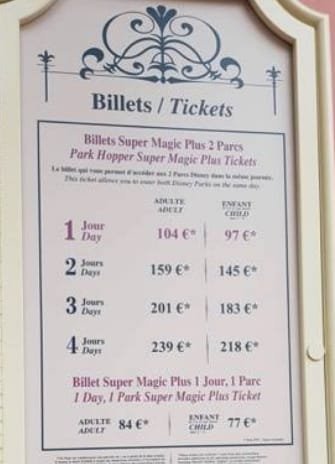 Billets / Tickets
Billets Super Magic Plus 2 Parcs
Park Hopper Super Magic Plus Tickets
Le billet qui vous permet d'accéder aux 2 Parcs Disney dans la même journée.
This ticket allows you to enter both Disney Parks on the same day.
ADULTE ENFANT
ADULT CHILD
1 Jour Day 104 €* 97 €*
2 Jours Days 159 €* 145 €*
3 Jours Days 201 €* 183 €*
4 Jours Days 239 €* 218 €*
Billet Super Magic Plus 1 Jour, 1 Parc
1 Day, 1 Park Super Magic Plus Ticket
ADULTE ADULT 84 €* ENFANT CHILD 77 €*